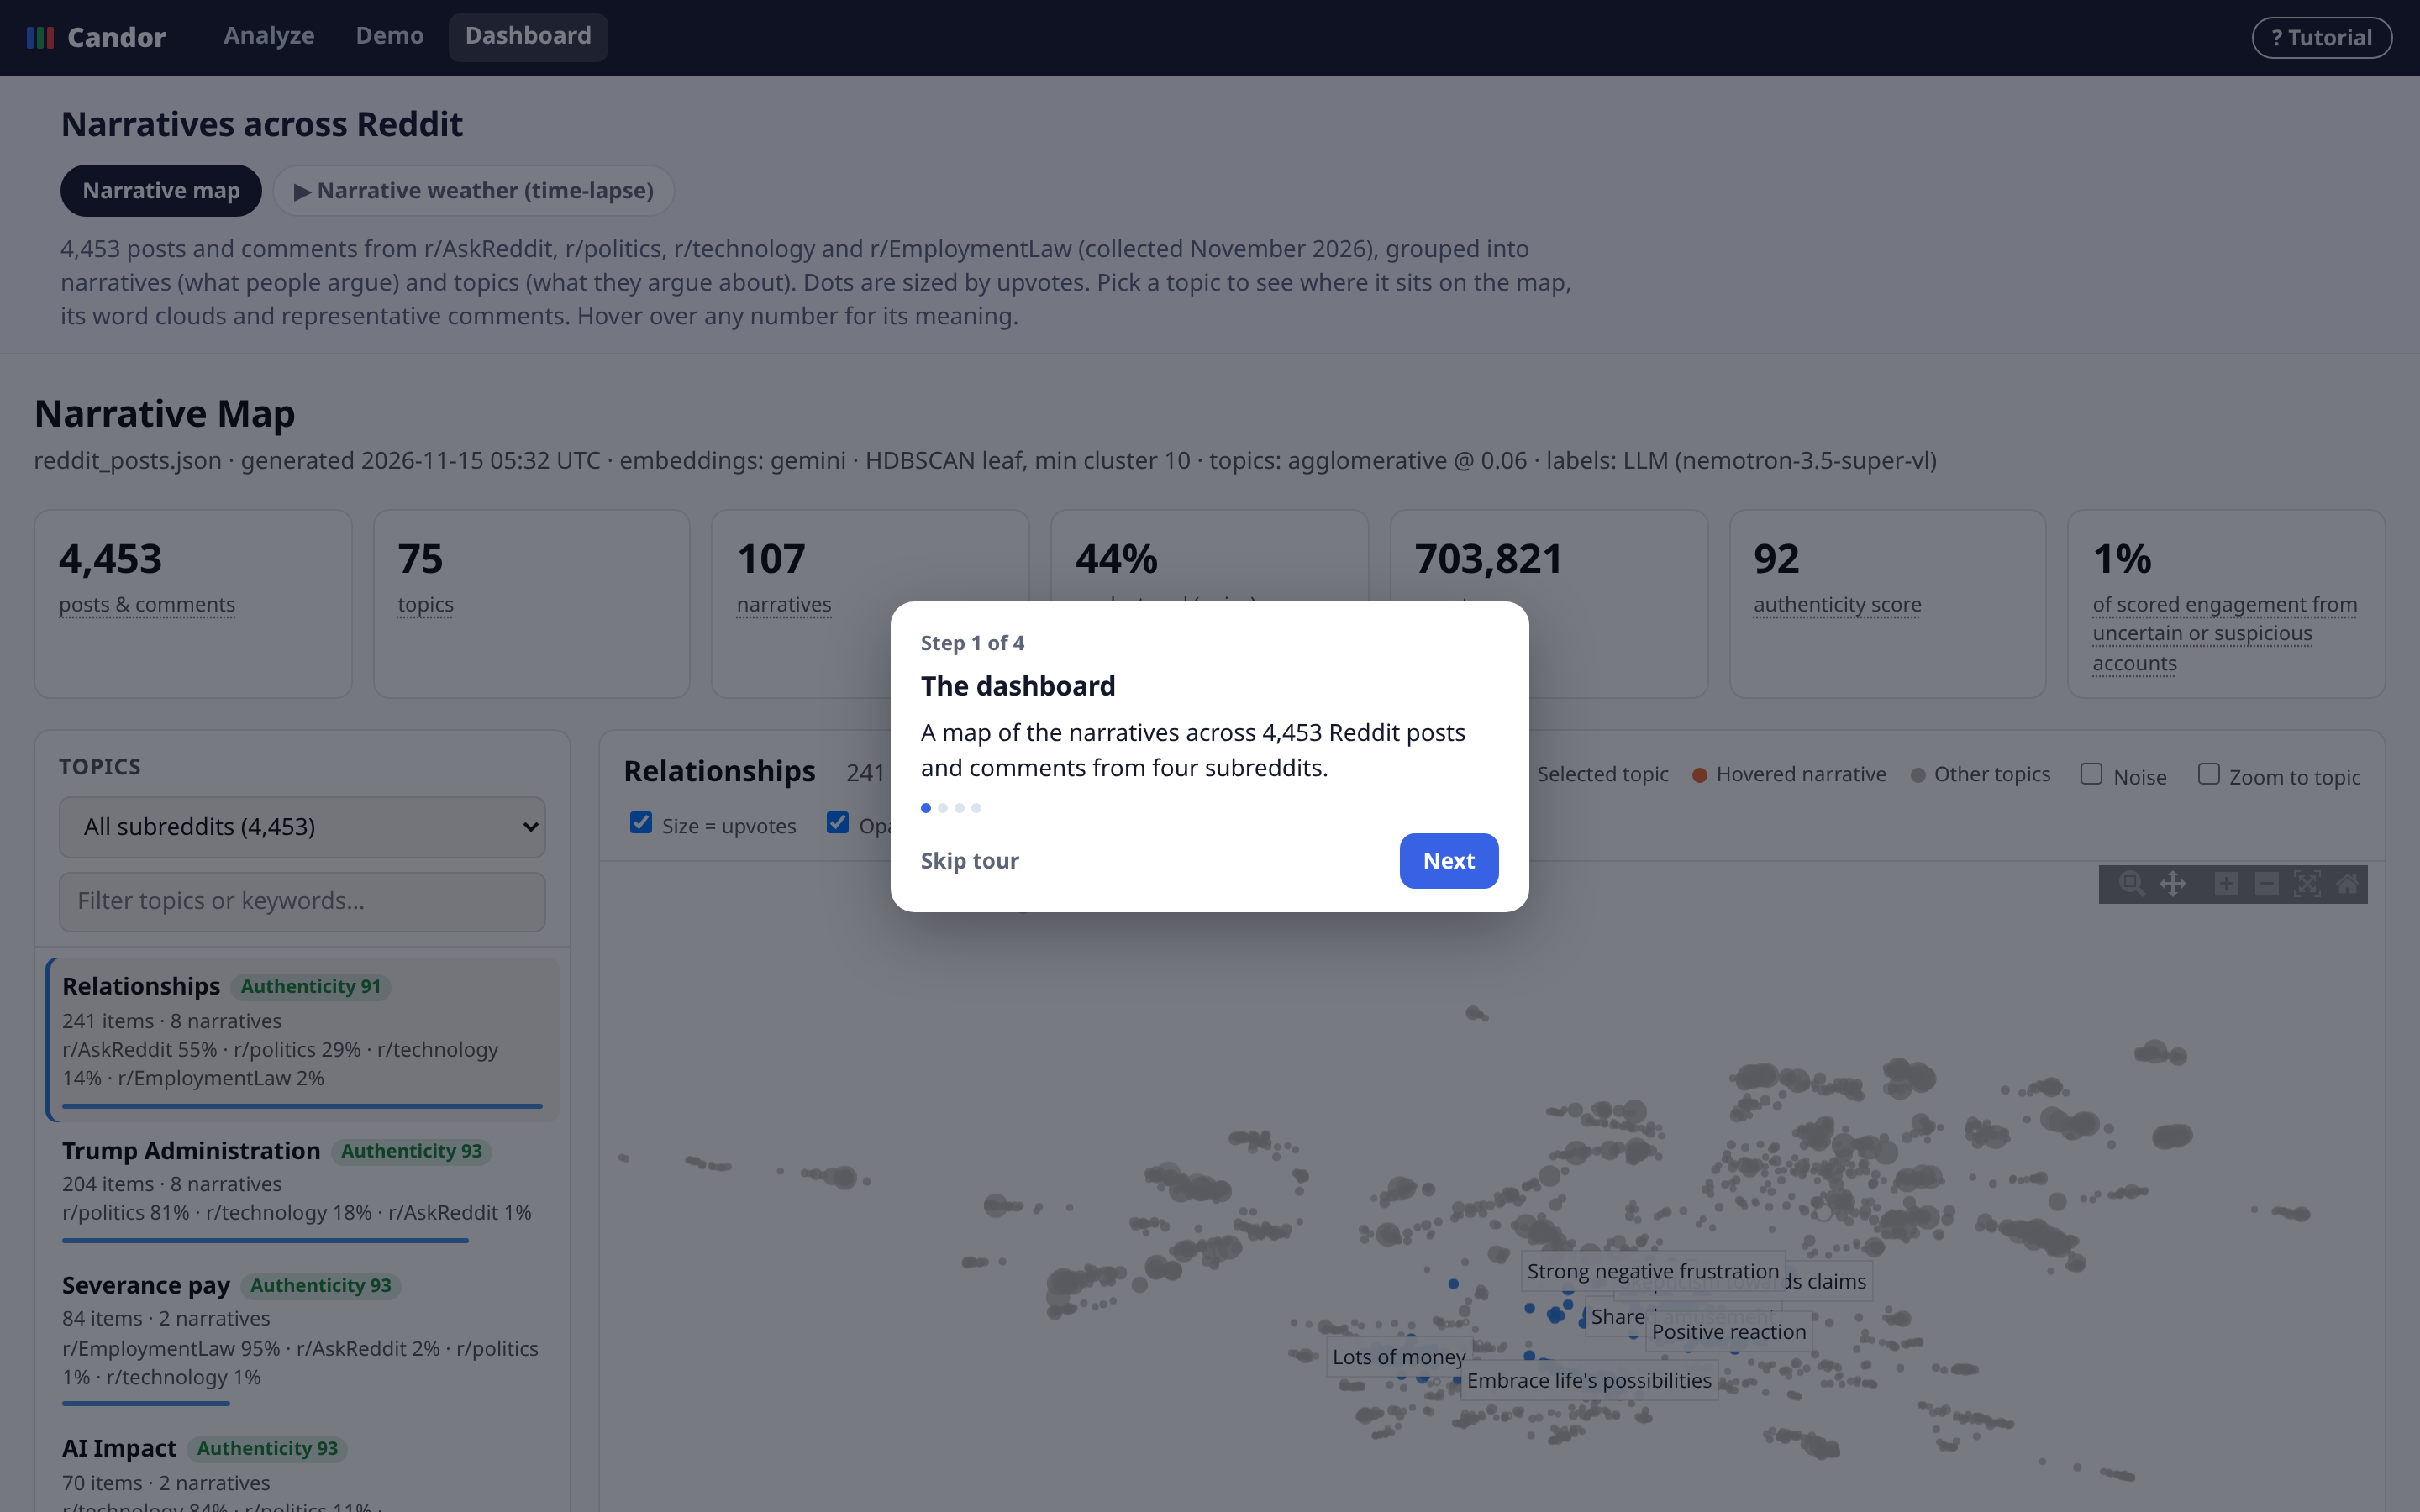 Candor
Analyze
Demo
Dashboard
? Tutorial
Narratives across Reddit
Narrative map
▶ Narrative weather (time-lapse)
4,453 posts and comments from r/AskReddit, r/politics, r/technology and r/EmploymentLaw (collected November 2026), grouped into
narratives (what people argue) and topics (what they argue about). Dots are sized by upvotes. Pick a topic to see where it sits on the map,
its word clouds and representative comments. Hover over any number for its meaning.
Narrative Map
reddit_posts.json · generated 2026-11-15 05:32 UTC · embeddings: gemini · HDBSCAN leaf, min cluster 10 · topics: agglomerative @ 0.06 · labels: LLM (nemotron-3.5-super-vl)
4,453
posts & comments
75
topics
107
narratives
44%
703,821
92
authenticity score
1%
of scored engagement from
uncertain or suspicious
accounts
Step 1 of 4
The dashboard
A map of the narratives across 4,453 Reddit posts
and comments from four subreddits.
Skip tour
Next
TOPICS
All subreddits (4,453)
Filter topics or keywords...
Relationships Authenticity 91
241 items · 8 narratives
r/AskReddit 55% · r/politics 29% · r/technology
14% · r/EmploymentLaw 2%
Trump Administration Authenticity 93
204 items · 8 narratives
r/politics 81% · r/technology 18% · r/AskReddit 1%
Severance pay Authenticity 93
84 items · 2 narratives
r/EmploymentLaw 95% · r/AskReddit 2% · r/politics
1% · r/technology 1%
AI Impact Authenticity 93
70 items · 2 narratives
r/technology 84% · r/politics 11% ·
Relationships 241
Selected topic
Hovered narrative
Other topics
Noise
Zoom to topic
Size = upvotes
Strong negative frustration
claims
Positive reaction
Lots of money
Embrace life's possibilities